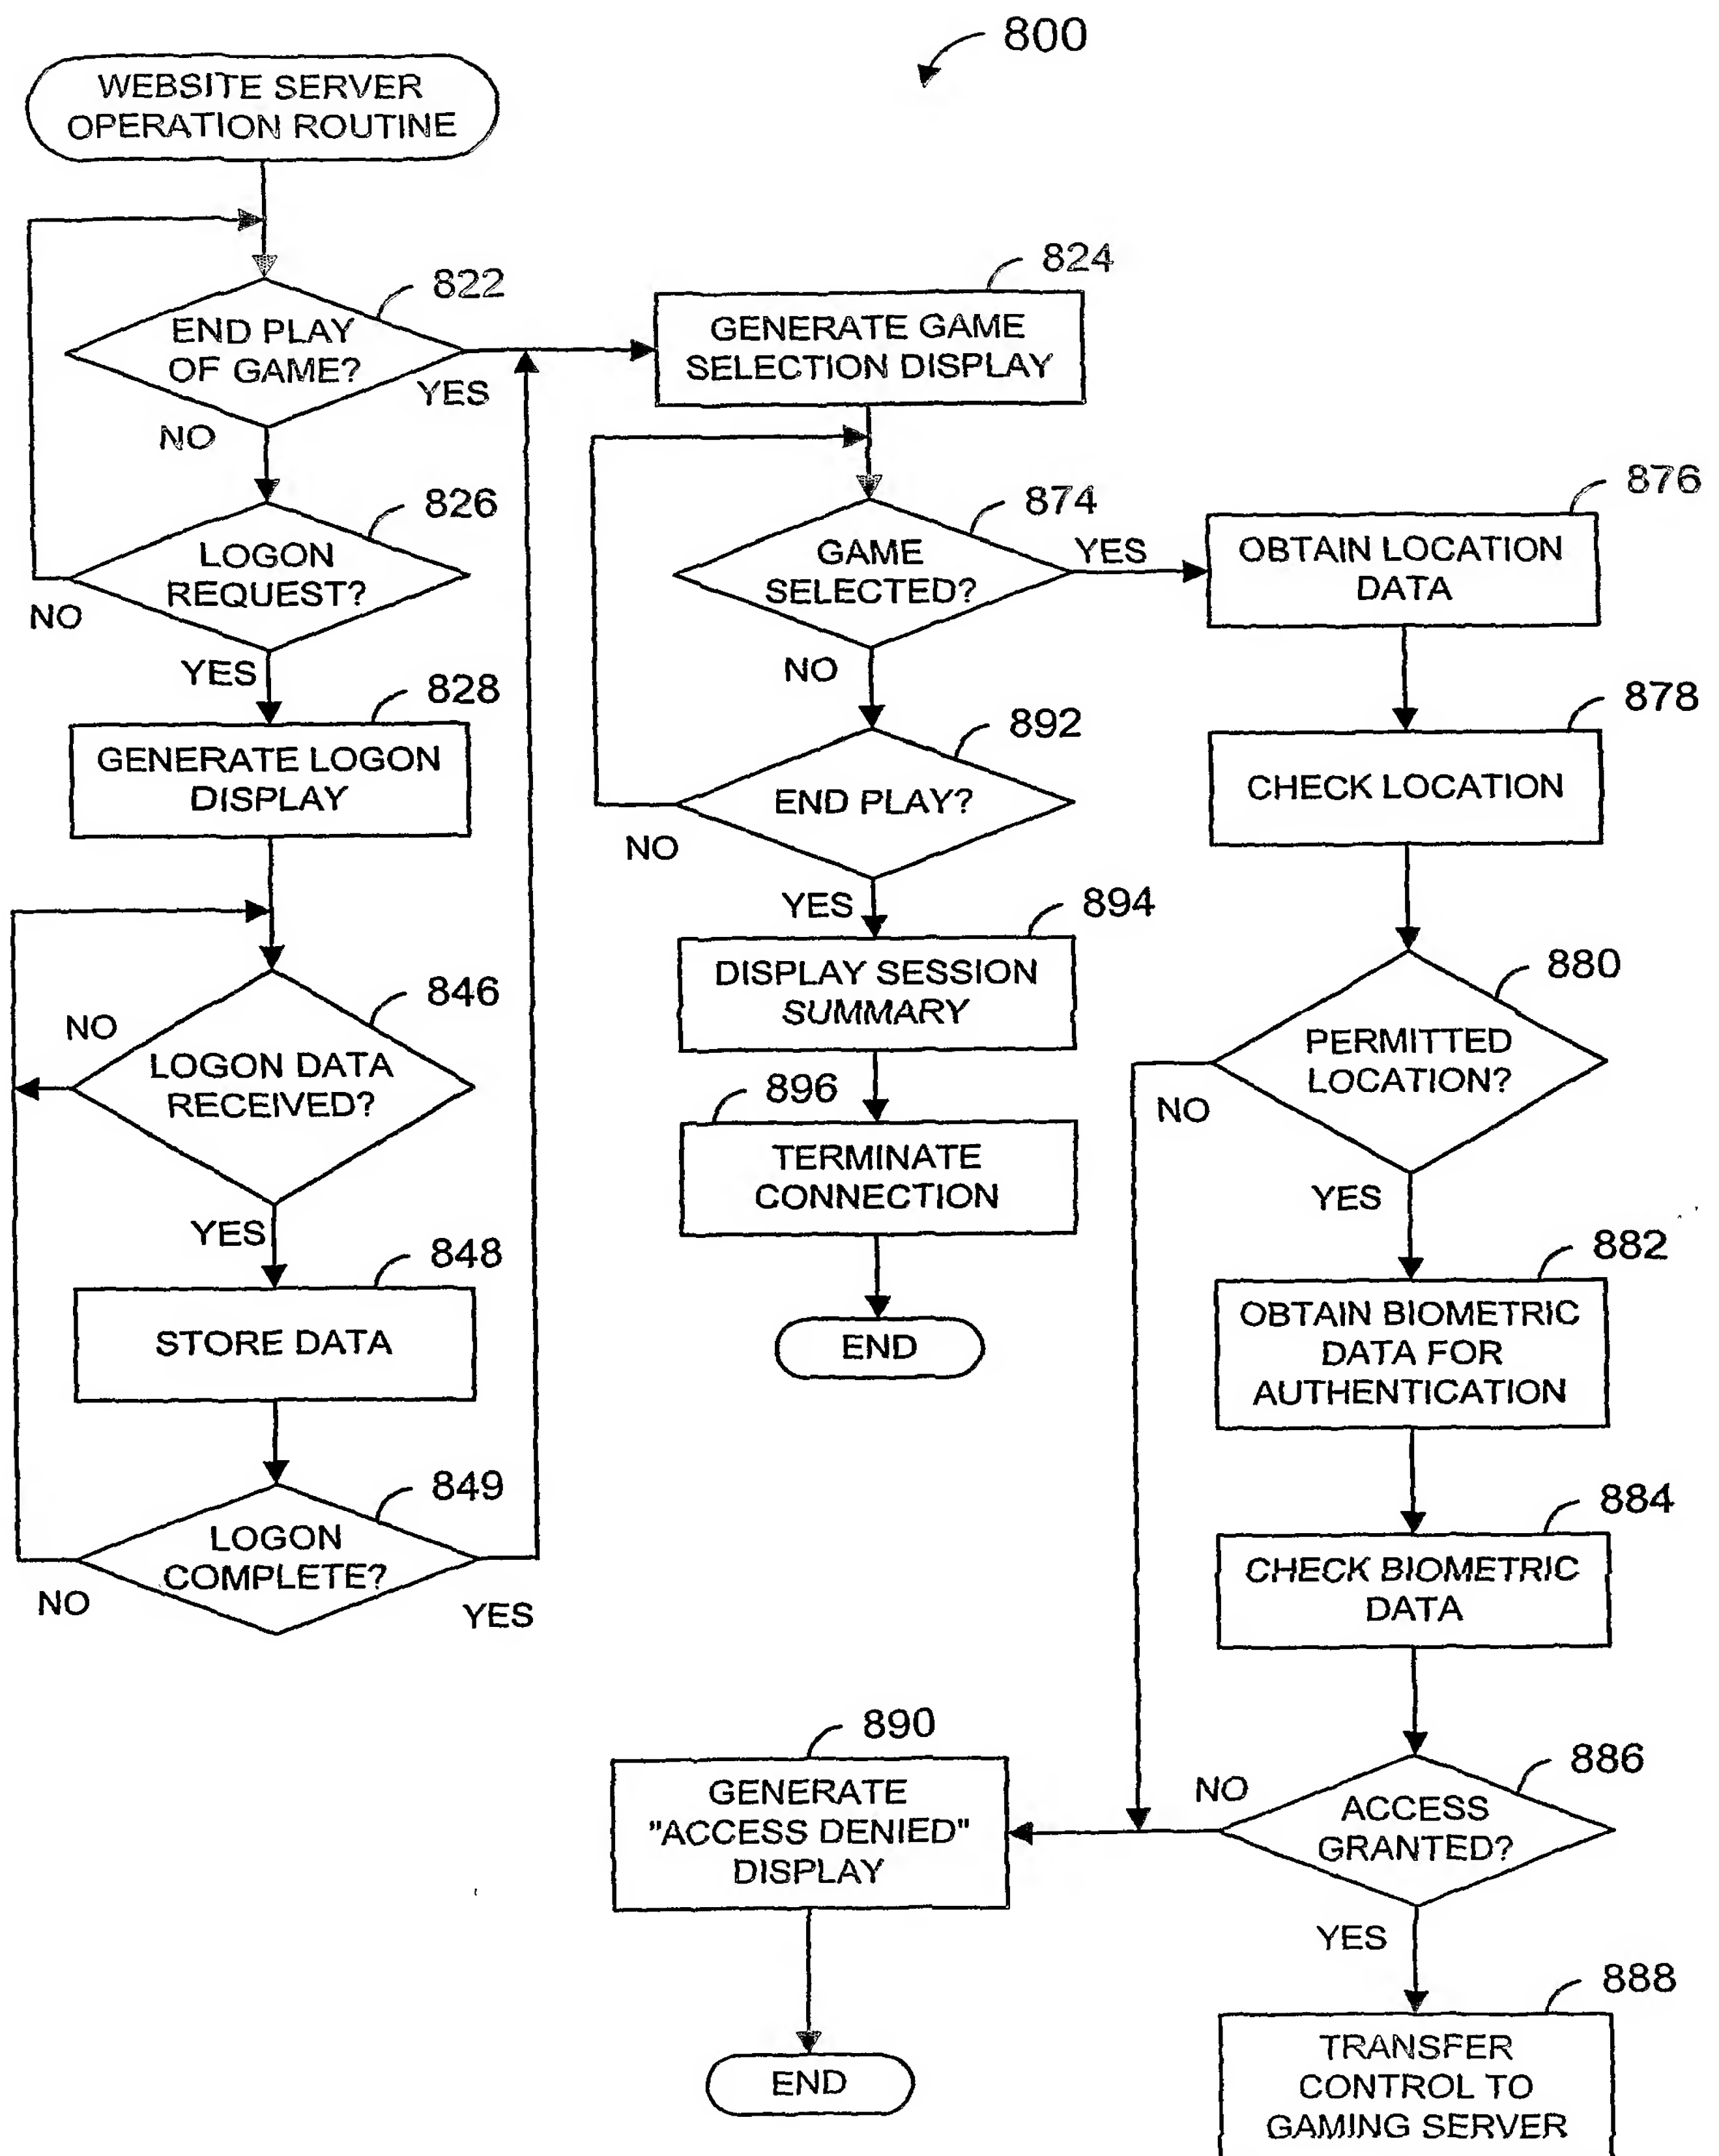 800
WEBSITE SERVER
OPERATION ROUTINE
822
END PLAY
OF GAME?
YES
NO
824
GENERATE GAME
SELECTION DISPLAY
826
LOGON
REQUEST?
NO
YES
828
GENERATE LOGON
DISPLAY
846
NO
LOGON DATA
RECEIVED?
YES
848
STORE DATA
849
LOGON
COMPLETE?
NO
YES
874
GAME
SELECTED?
YES
NO
892
END PLAY?
NO
YES
894
DISPLAY SESSION
SUMMARY
896
TERMINATE
CONNECTION
END
876
OBTAIN LOCATION
DATA
878
CHECK LOCATION
880
PERMITTED
LOCATION?
NO
YES
882
OBTAIN BIOMETRIC
DATA FOR
AUTHENTICATION
884
CHECK BIOMETRIC
DATA
886
NO
ACCESS
GRANTED?
YES
890
GENERATE
"ACCESS DENIED"
DISPLAY
END
888
TRANSFER
CONTROL TO
GAMING SERVER